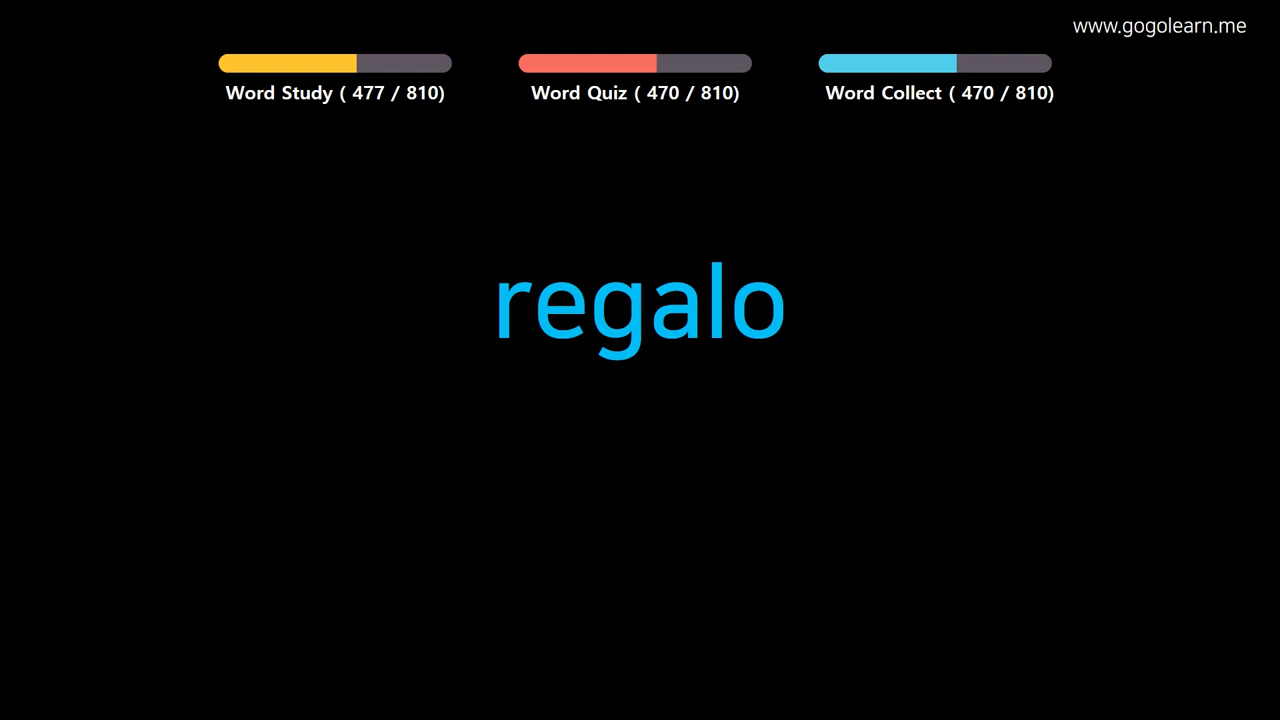 www.gogolearn.me
Word Study ( 477 / 810)
Word Quiz ( 470 / 810)
Word Collect ( 470 / 810)
regalo